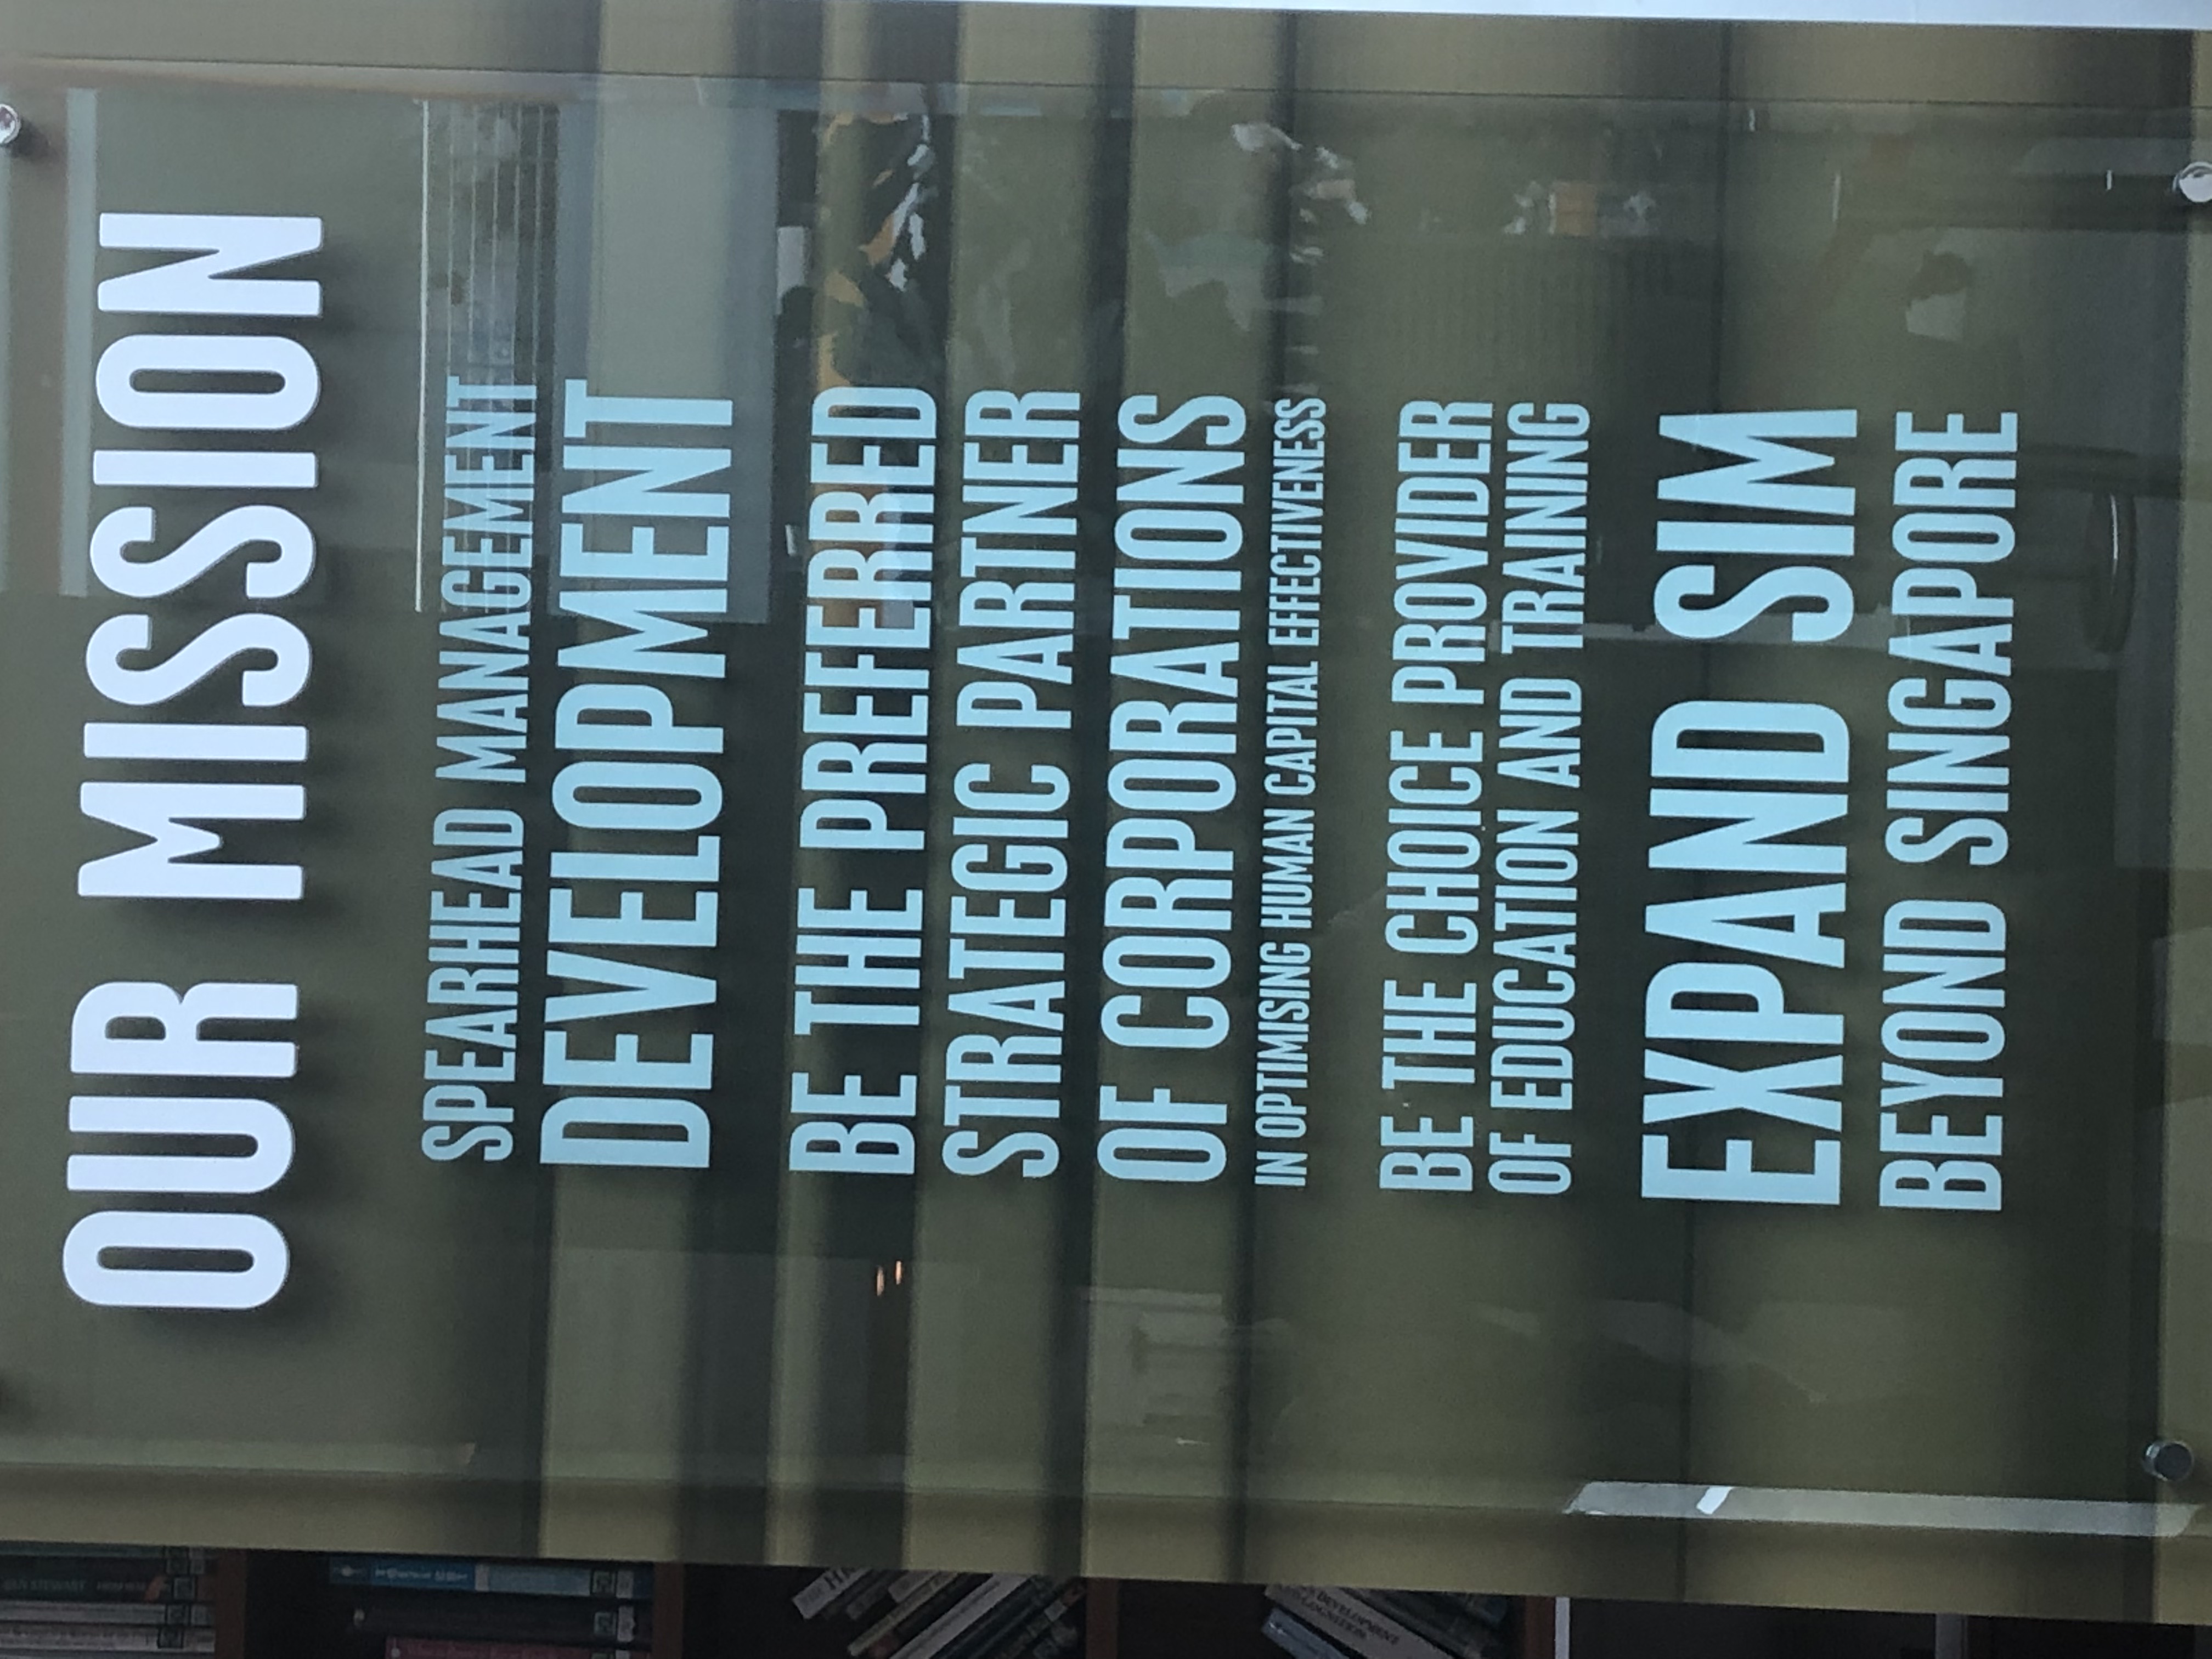 OUR MISSION
SPEARHEAD MANAGEMENT
DEVELOPMENT
BE THE PREFERRED
STRATEGIC PARTNER
OF CORPORATIONS
IN OPTIMISING HUMAN CAPITAL EFFECTIVENESS
BE THE CHOICE PROVIDER
OF EDUCATION AND TRAINING
EXPAND SIM
BEYOND SINGAPORE